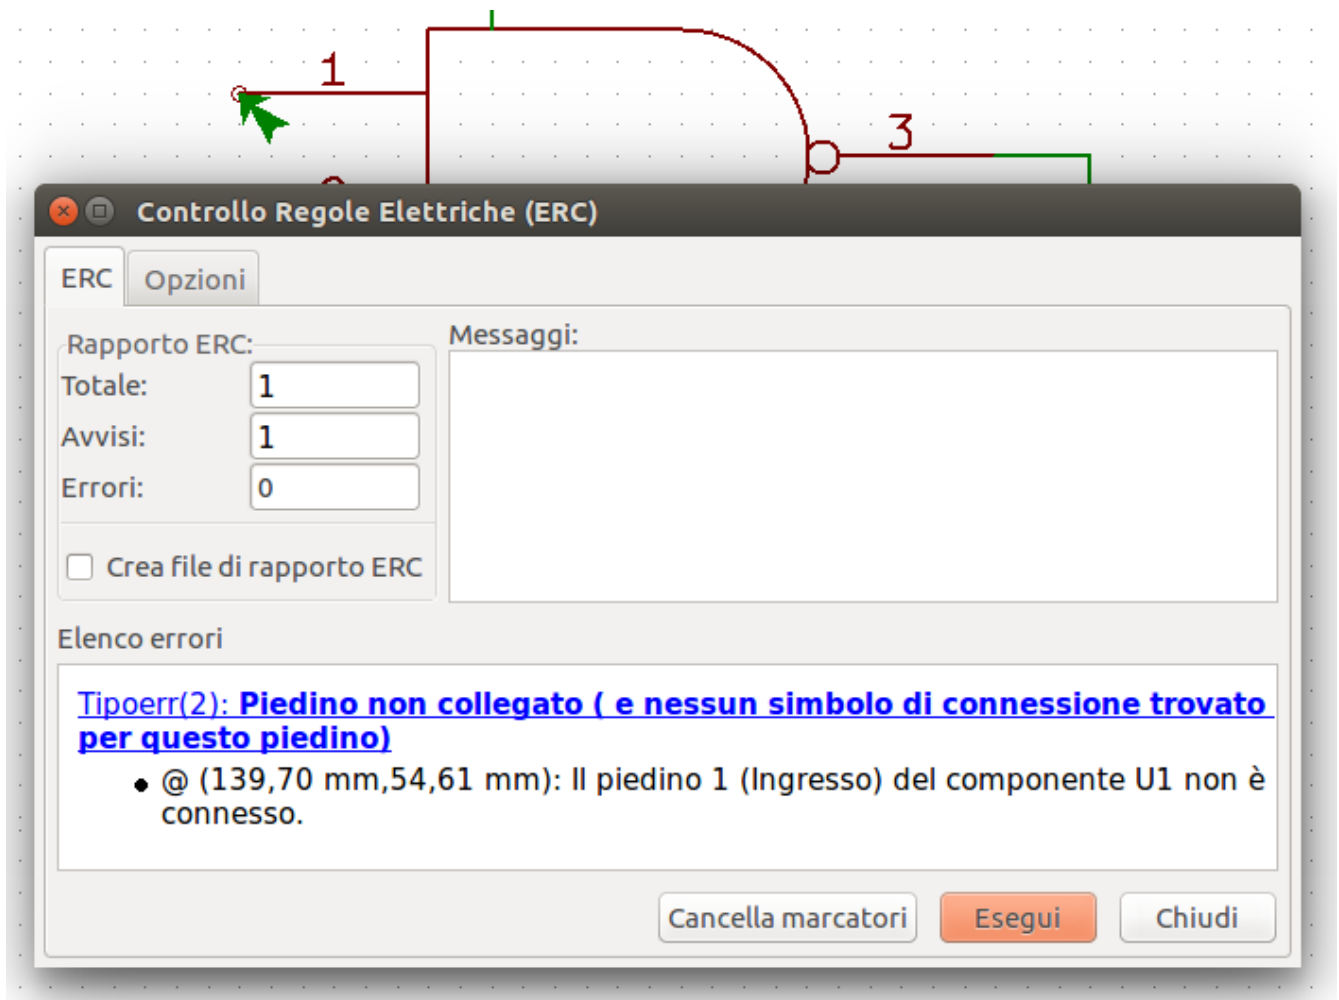 1
3
Controllo Regole Elettriche (ERC)
ERC
Opzioni
Rapporto ERC:
Messaggi:
Totale:
1
Avvisi:
1
Errori:
0
Crea file di rapporto ERC
Elenco errori
Tipoerr(2): Piedino non collegato ( e nessun simbolo di connessione trovato
per questo piedino)
@ (139,70 mm,54,61 mm): Il piedino 1 (Ingresso) del componente U1 non è
connesso.
Cancella marcatori
Esegui
Chiudi